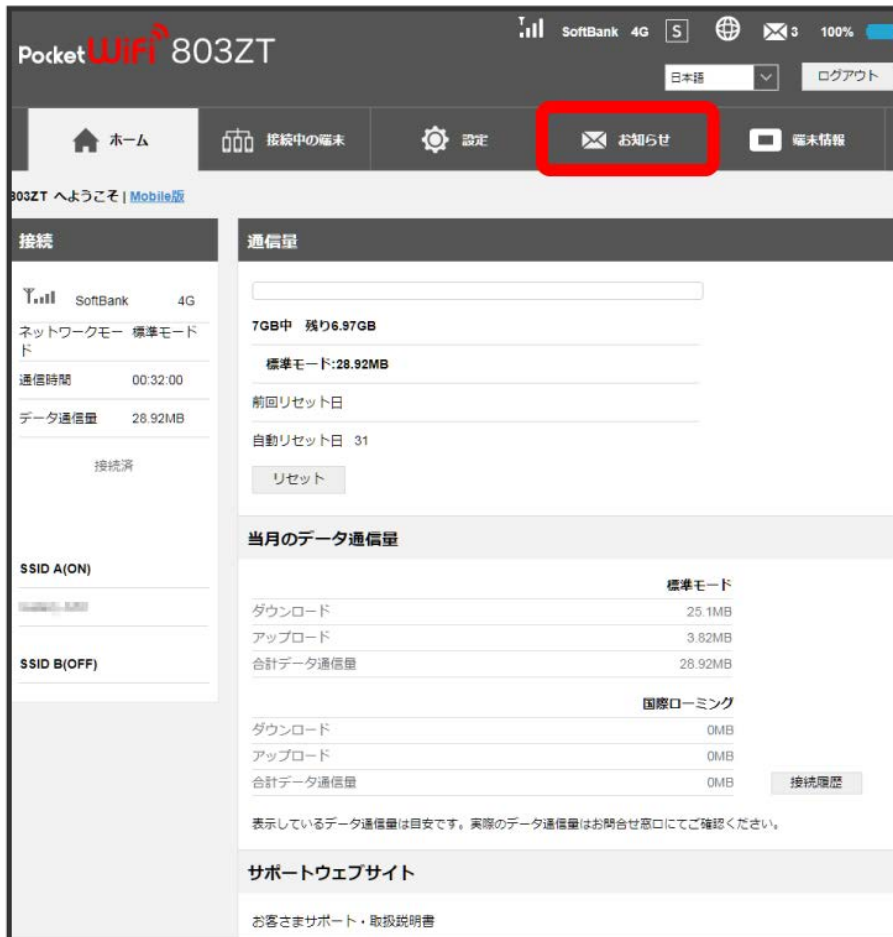 SoftBank 4G S 3 100%
Pocket WiFi 803ZT
日本語 ログアウト
ホーム 接続中の端末 設定 お知らせ 端末情報
803ZT へようこそ | Mobile版
接続
SoftBank 4G
ネットワークモー 標準モード
ド
通信時間 00:32:00
データ通信量 28.92MB
接続済
SSID A(ON)
SSID B(OFF)
通信量
7GB中 残り6.97GB
標準モード:28.92MB
前回リセット日
自動リセット日 31
リセット
当月のデータ通信量
標準モード
ダウンロード 25.1MB
アップロード 3.82MB
合計データ通信量 28.92MB
国際ローミング
ダウンロード 0MB
アップロード 0MB
合計データ通信量 0MB 接続履歴
表示しているデータ通信量は目安です。実際のデータ通信量はお問合せ窓口にてご確認ください。
サポートウェブサイト
お客さまサポート・取扱説明書